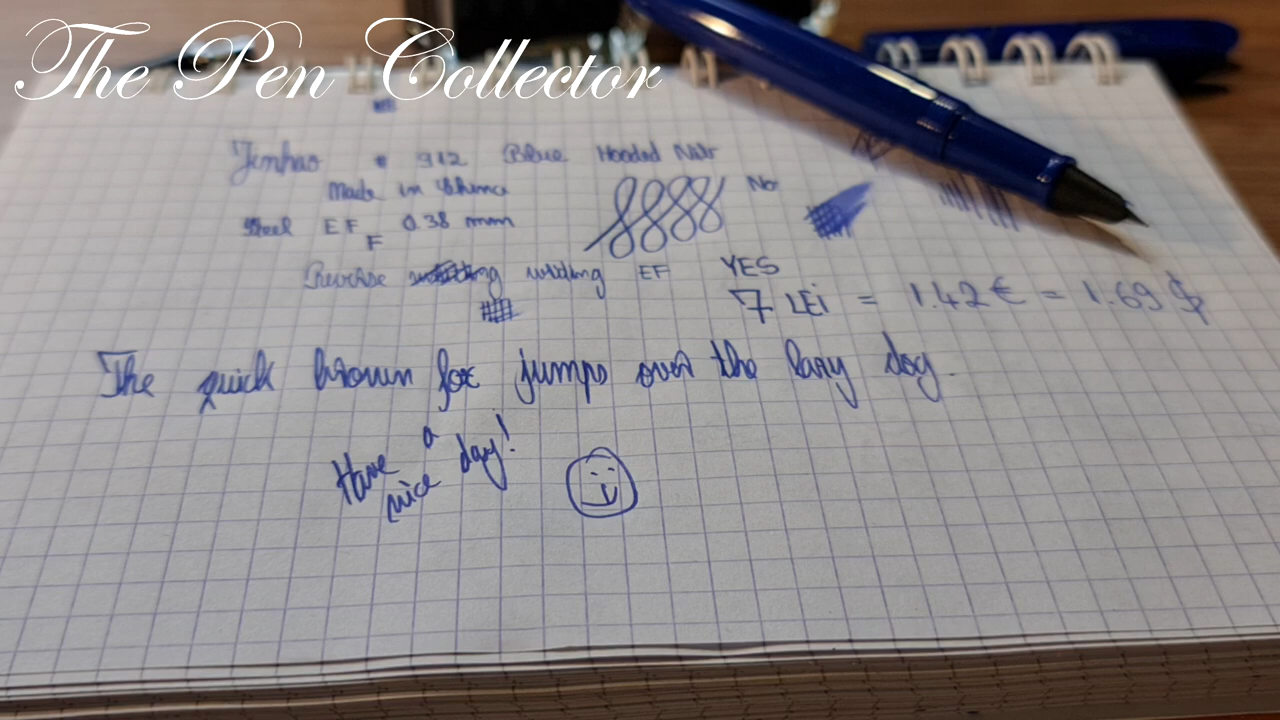 The Pen Collector
Jinhao # 912 Blue Hooded Nib
Made in China No
Steel EF 0.38 mm
F
Reverse writing EF YES
7 LEi = 1.42 € = 1.69 $
The quick brown fox jumps over the lazy dog.
Have a nice day!